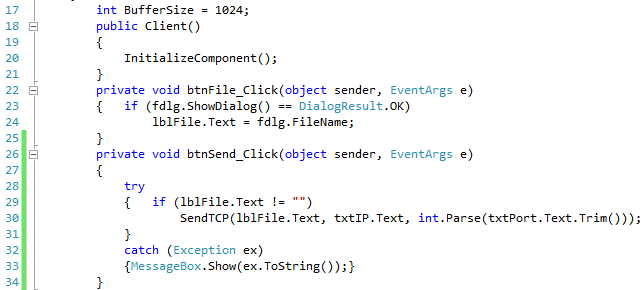 17 int BufferSize = 1024;
18 public Client()
19 {
20 InitializeComponent();
21 }
22 private void btnFile_Click(object sender, EventArgs e)
23 { if (fdlg.ShowDialog() == DialogResult.OK)
24 lblFile.Text = fdlg.FileName;
25 }
26 private void btnSend_Click(object sender, EventArgs e)
27 {
28 try
29 { if (lblFile.Text != "")
30 SendTCP(lblFile.Text, txtIP.Text, int.Parse(txtPort.Text.Trim()));
31 }
32 catch (Exception ex)
33 {MessageBox.Show(ex.ToString());}
34 }